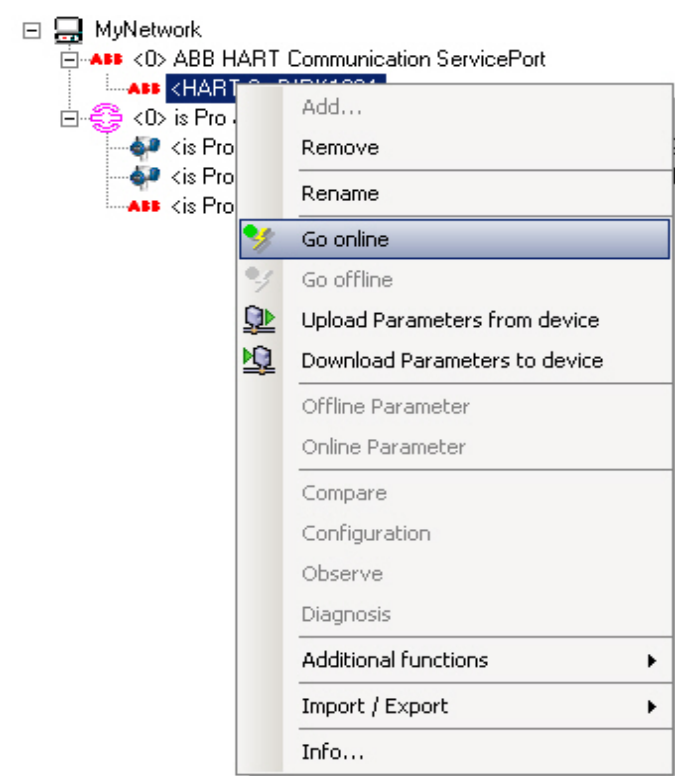 MyNetwork
ABB <0> ABB HART Communication ServicePort
ABB <HART
<0> is Pro
<is Pro
<is Pro
ABB <is Pro
Add...
Remove
Rename
Go online
Go offline
Upload Parameters from device
Download Parameters to device
Offline Parameter
Online Parameter
Compare
Configuration
Observe
Diagnosis
Additional functions
Import / Export
Info...